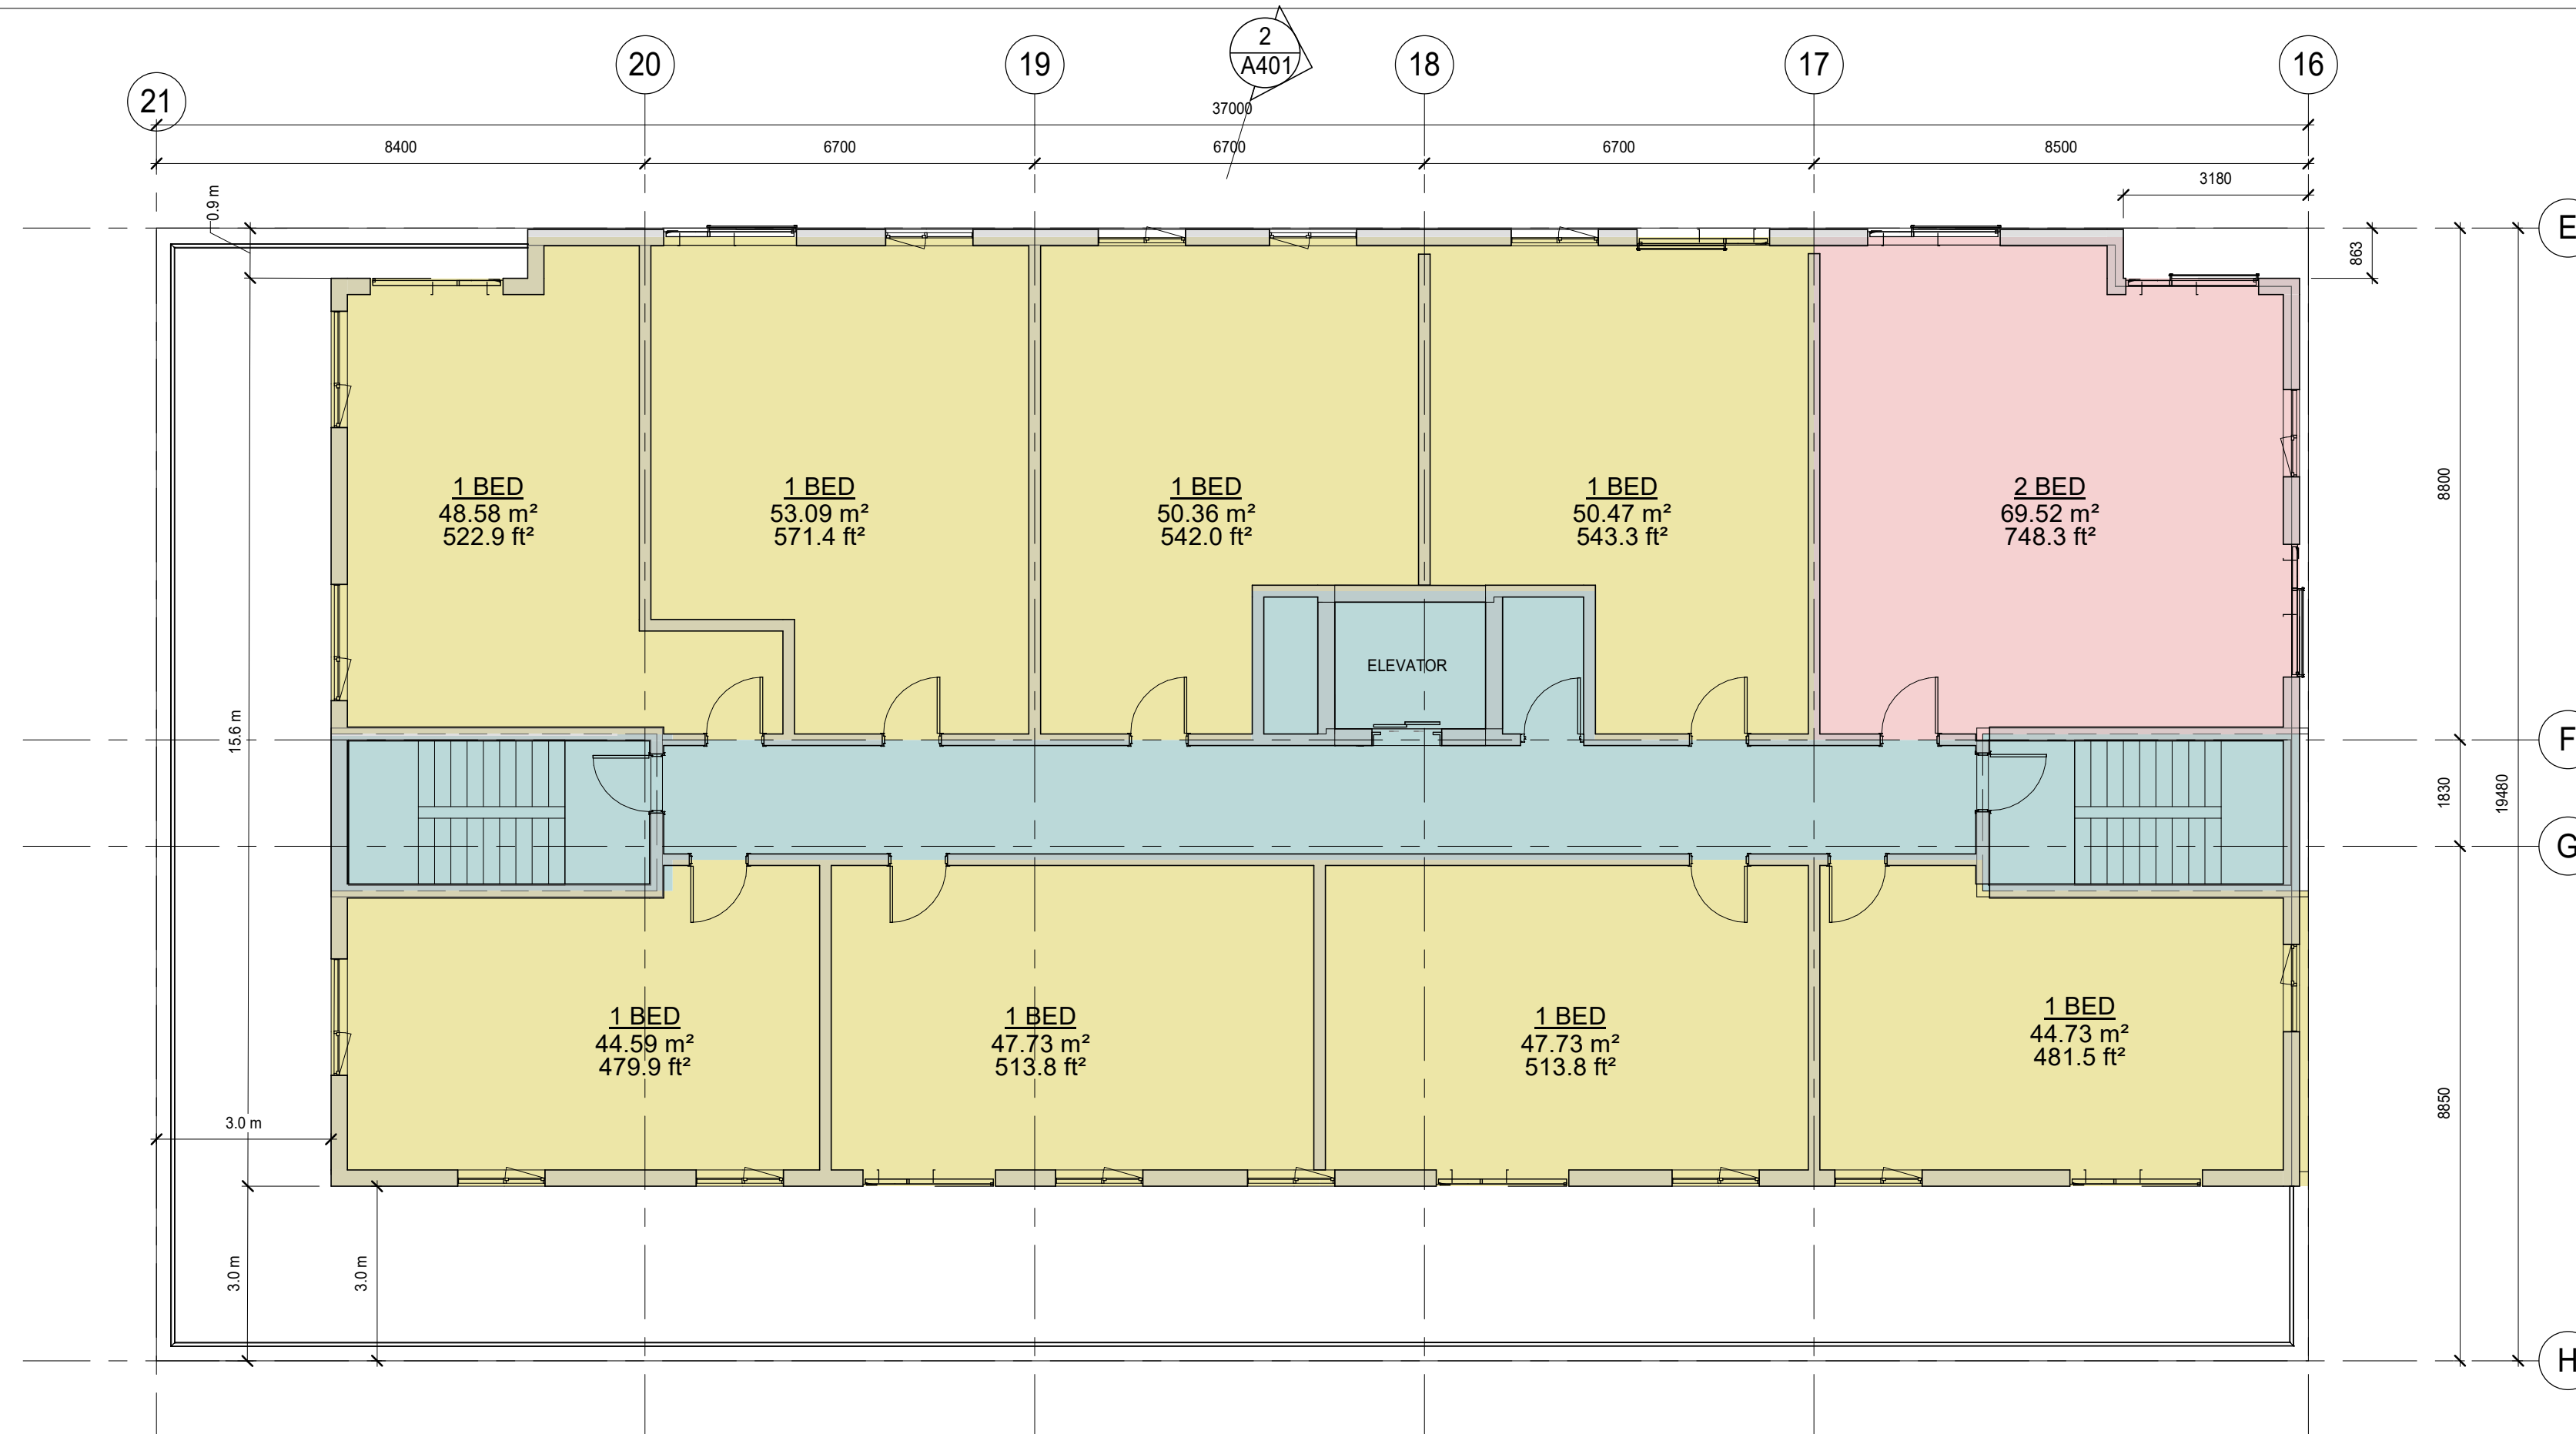 2
A401
20
19
18
17
16
21
37000
8400
6700
6700
6700
8500
3180
0.9 m
E
863
1 BED
48.58 m²
522.9 ft²
1 BED
53.09 m²
571.4 ft²
1 BED
50.36 m²
542.0 ft²
1 BED
50.47 m²
543.3 ft²
2 BED
69.52 m²
748.3 ft²
8800
ELEVATOR
15.6 m
F
1830
19480
G
1 BED
44.59 m²
479.9 ft²
1 BED
47.73 m²
513.8 ft²
1 BED
47.73 m²
513.8 ft²
1 BED
44.73 m²
481.5 ft²
8850
3.0 m
3.0 m
3.0 m
H